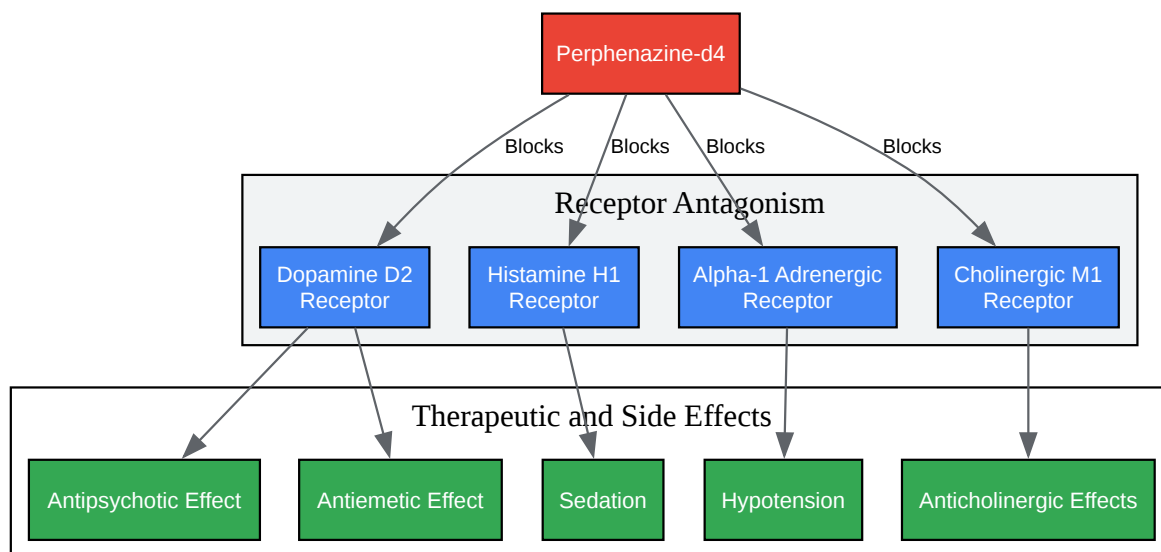 Perphenazine-d4
Blocks
Blocks
Blocks
Blocks
Receptor Antagonism
Dopamine D2
Receptor
Histamine H1
Receptor
Alpha-1 Adrenergic
Receptor
Cholinergic M1
Receptor
Therapeutic and Side Effects
Antipsychotic Effect
Antiemetic Effect
Sedation
Hypotension
Anticholinergic Effects